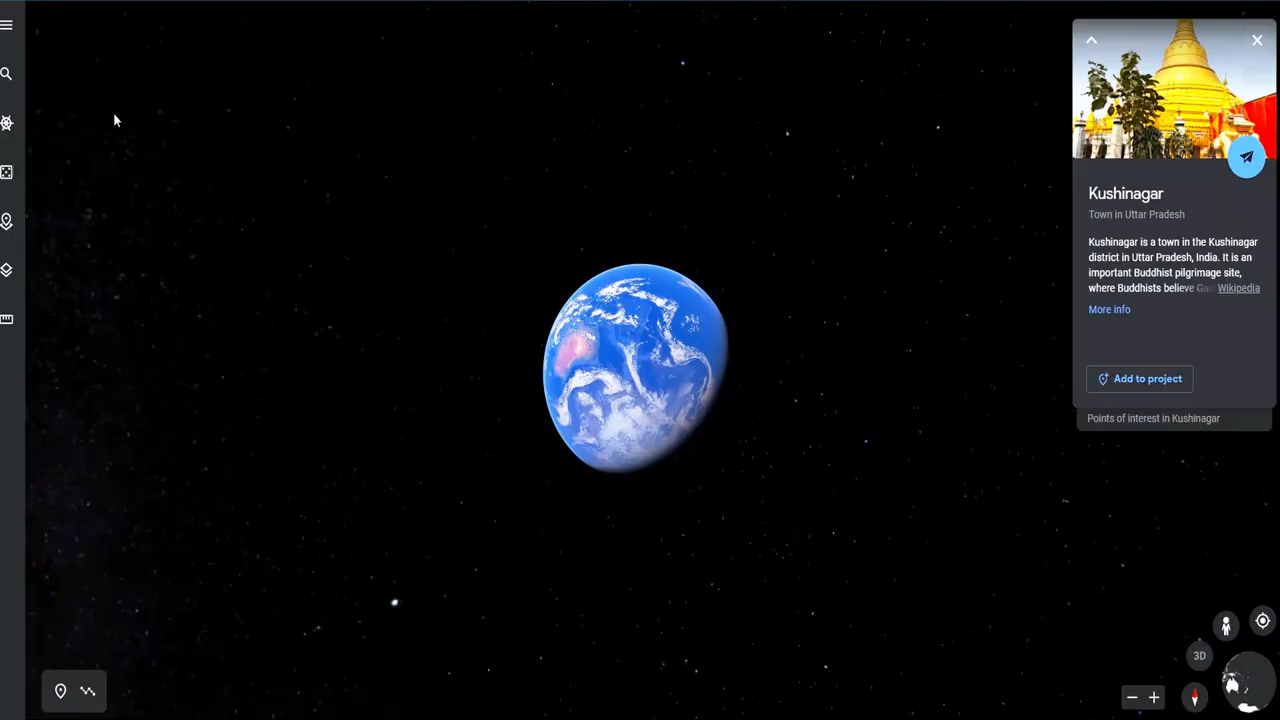 Kushinagar
Town in Uttar Pradesh
Kushinagar is a town in the Kushinagar
district in Uttar Pradesh, India. It is an
important Buddhist pilgrimage site,
where Buddhists believe Wikipedia
More info
Add to project
Points of interest in Kushinagar
3D